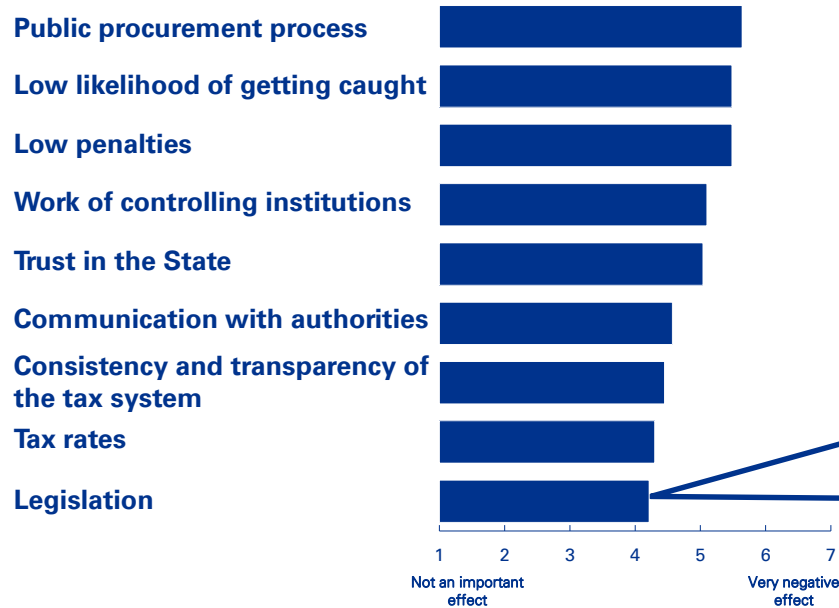 Public procurement process
Low likelihood of getting caught
Low penalties
Work of controlling institutions
Trust in the State
Communication with authorities
Consistency and transparency of
the tax system
Tax rates
Legislation
1 2 3 4 5 6 7
Not an important Very negative
effect effect